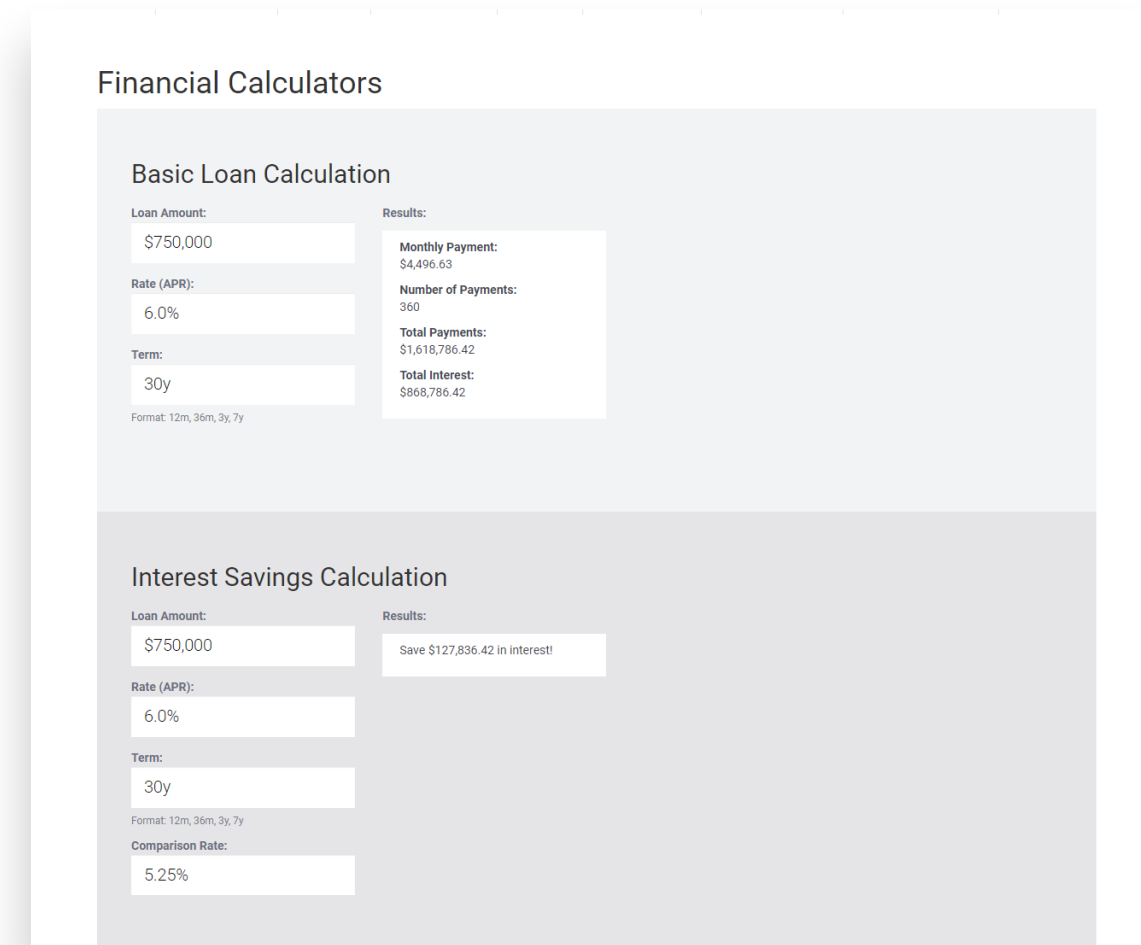 Financial Calculators
Basic Loan Calculation
Loan Amount:
$750,000
Rate (APR):
6.0%
Term:
30y
Format: 12m, 36m, 3y, 7y
Results:
Monthly Payment:
$4,496.63
Number of Payments:
360
Total Payments:
$1,618,786.42
Total Interest:
$868,786.42
Interest Savings Calculation
Loan Amount:
$750,000
Rate (APR):
6.0%
Term:
30y
Format: 12m, 36m, 3y, 7y
Comparison Rate:
5.25%
Results:
Save $127,836.42 in interest!